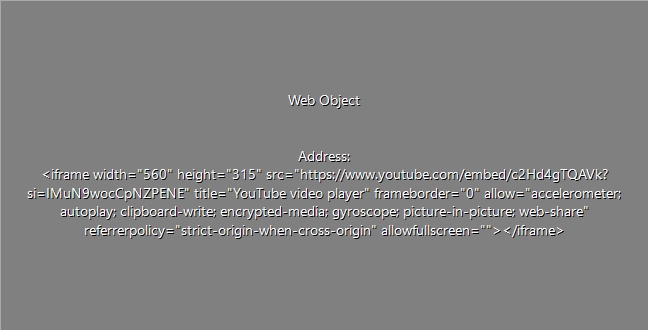 Web Object
Address:
<iframe width="560" height="315" src="https://www.youtube.com/embed/c2Hd4gTQAVk?
si=IMuN9wocCpNZPENE" title="YouTube video player" frameborder="0" allow="accelerometer;
autoplay; clipboard-write; encrypted-media; gyroscope; picture-in-picture; web-share"
referrerpolicy="strict-origin-when-cross-origin" allowfullscreen=""></iframe>